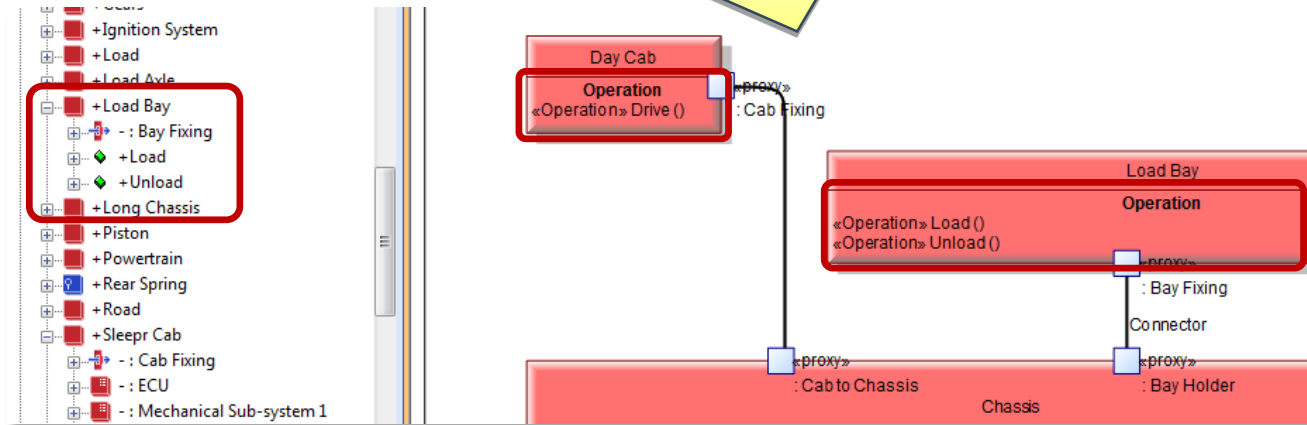 +Gears
+Ignition System
+Load
+Load Axle
+Load Bay
- : Bay Fixing
+Load
+Unload
+Long Chassis
+Piston
+Powertrain
+Rear Spring
+Road
+Sleepr Cab
- : Cab Fixing
- : ECU
- : Mechanical Sub-system 1
Day Cab
Operation
«Operation» Drive ()
«proxy»
: Cab Fixing
Load Bay
Operation
«Operation» Load ()
«Operation» Unload ()
«proxy»
: Bay Fixing
Connector
«proxy»
: Cab to Chassis
«proxy»
: Bay Holder
Chassis